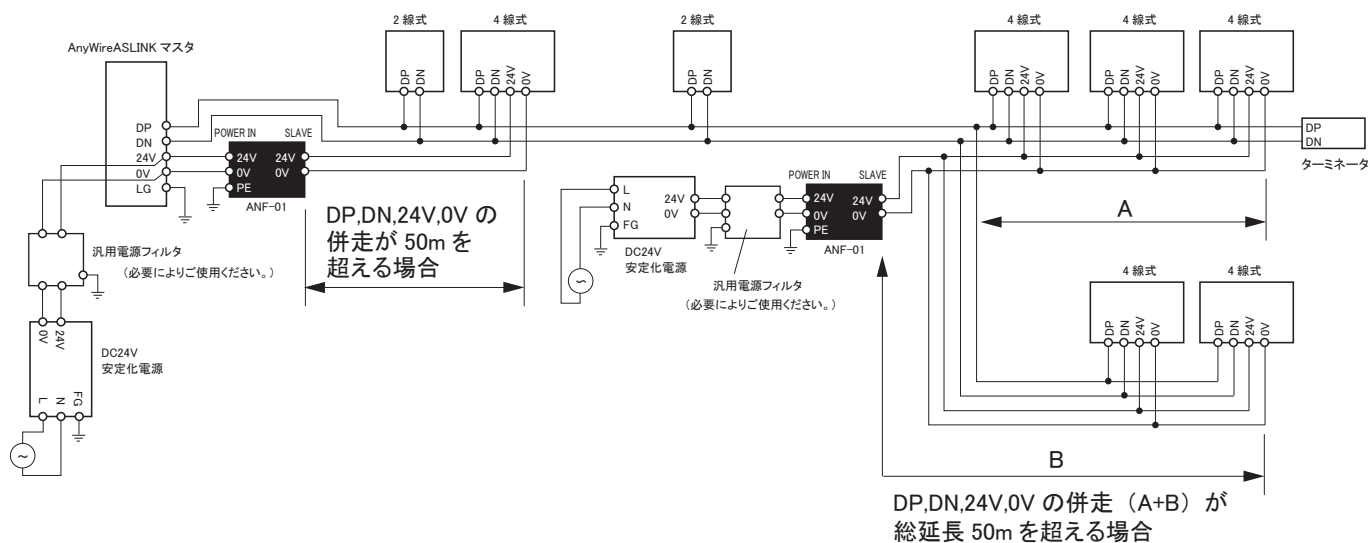 2 線式
4 線式
2 線式
4 線式
4 線式
4 線式
AnyWireASLINK マスタ
DP
DN
DP
DN
24V
0V
DP
DN
DP
DN
24V
0V
DP
DN
24V
0V
DP
DN
24V
0V
DP
DN
24V
0V
LG
POWER IN
SLAVE
24V
0V
PE
24V
0V
ANF-01
DP
DN
ターミネータ
DP,DN,24V,0V の
併走が 50m を
超える場合
L
N
FG
24V
0V
DC24V
安定化電源
POWER IN
SLAVE
24V
0V
PE
24V
0V
ANF-01
汎用電源フィルタ
（必要によりご使用ください。）
A
汎用電源フィルタ
（必要によりご使用ください。）
0V
24V
DC24V
安定化電源
L
N
FG
~
~
4 線式
4 線式
DP
DN
24V
0V
DP
DN
24V
0V
B
DP,DN,24V,0V の併走（A+B）が
総延長 50m を超える場合